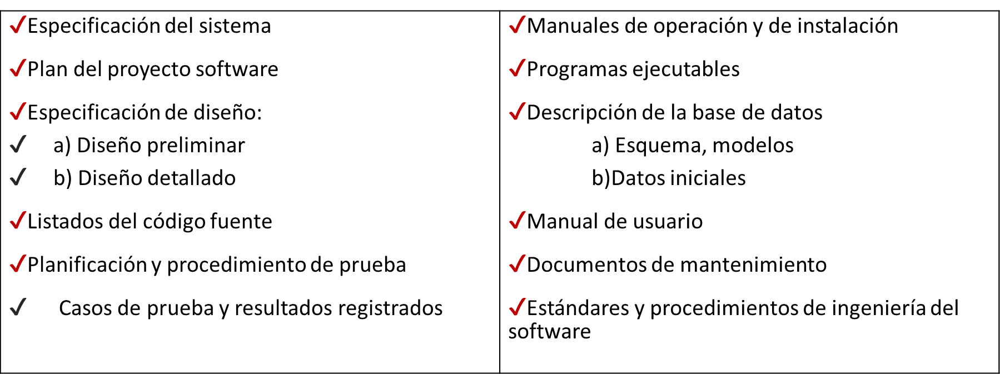 ✓Especificación del sistema
✓Plan del proyecto software
✓Especificación de diseño:
✓ a) Diseño preliminar
✓ b) Diseño detallado
✓Listados del código fuente
✓Planificación y procedimiento de prueba
✓ Casos de prueba y resultados registrados
✓Manuales de operación y de instalación
✓Programas ejecutables
✓Descripción de la base de datos
a) Esquema, modelos
b)Datos iniciales
✓Manual de usuario
✓Documentos de mantenimiento
✓Estándares y procedimientos de ingeniería del
software